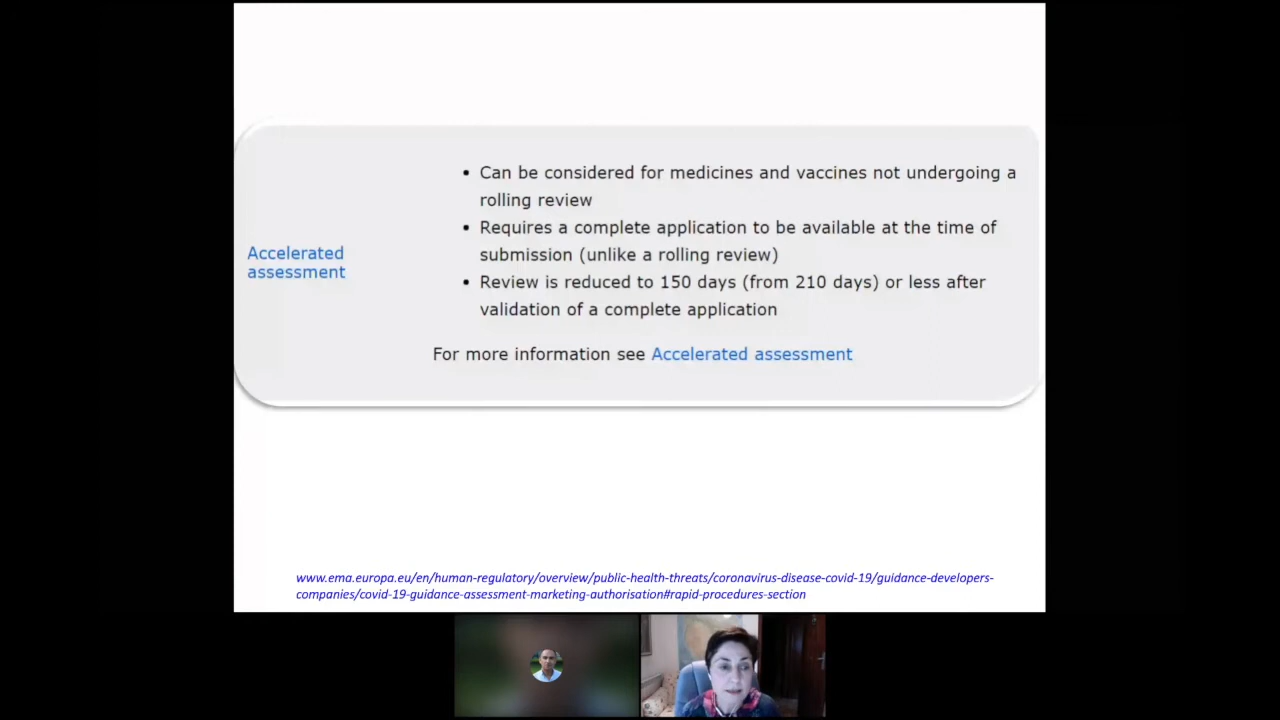 • Can be considered for medicines and vaccines not undergoing a
rolling review
• Requires a complete application to be available at the time of
submission (unlike a rolling review)
Accelerated
assessment
• Review is reduced to 150 days (from 210 days) or less after
validation of a complete application
For more information see Accelerated assessment
www.ema.europa.eu/en/human-regulatory/overview/public-health-threats/coronavirus-disease-covid-19/guidance-developers-
companies/covid-19-guidance-assessment-marketing-authorisation#rapid-procedures-section